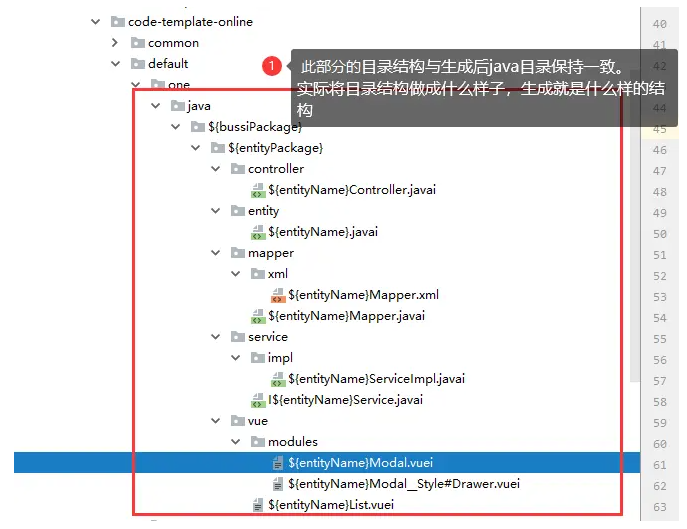 code-template-online
common
default
one
java
${bussiPackage}
${entityPackage}
controller
${entityName}Controller.javai
entity
${entityName}.javai
mapper
xml
${entityName}Mapper.xml
${entityName}Mapper.javai
service
impl
${entityName}ServiceImpl.javai
I${entityName}Service.javai
vue
modules
${entityName}Modal.vuei
${entityName}Modal__Style#Drawer.vuei
${entityName}List.vuei
1
此部分的目录结构与生成后java目录保持一致。
实际将目录结构做成什么样子，生成就是什么样的结
构
40
41
42
44
45
46
47
48
49
50
51
52
53
54
55
56
57
58
59
60
61
62
63